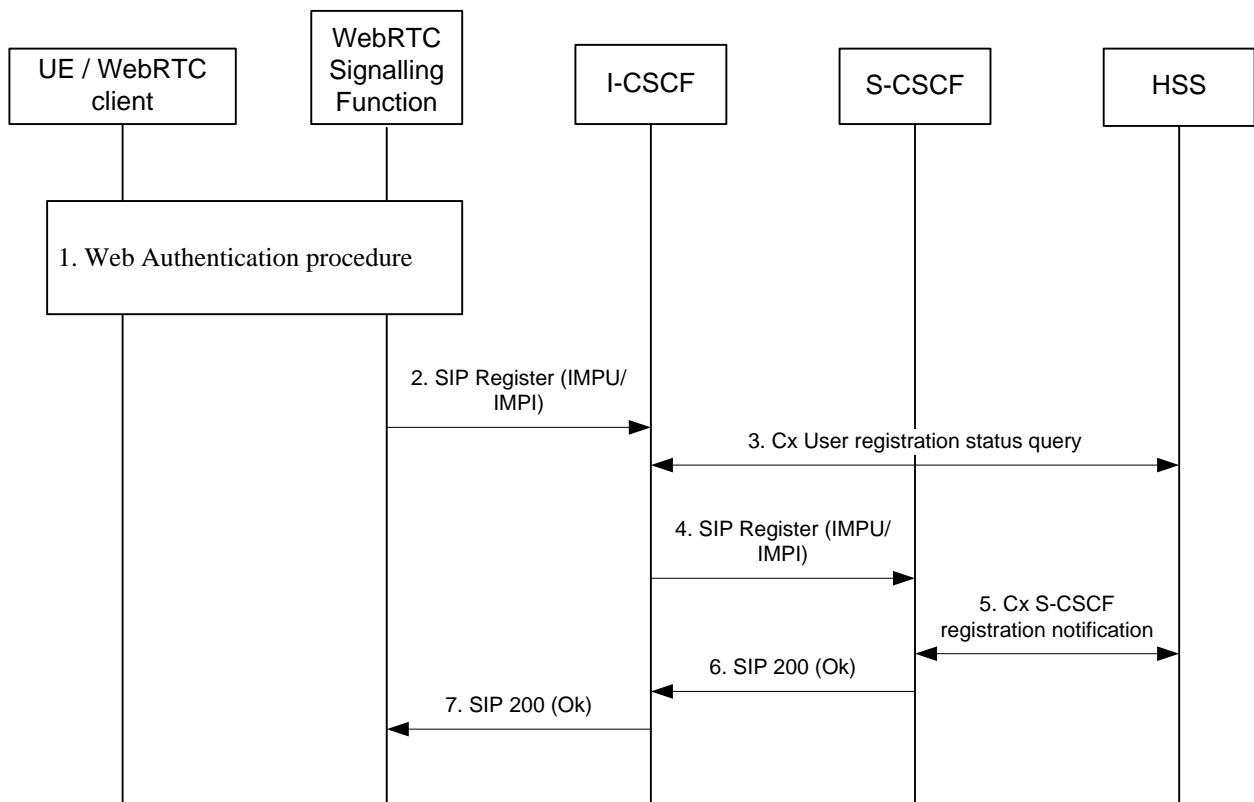 UE / WebRTC
client
WebRTC
Signalling
Function
I-CSCF
S-CSCF
HSS
1. Web Authentication procedure
2. SIP Register (IMPU/
IMPI)
3. Cx User registration status query
4. SIP Register (IMPU/
IMPI)
5. Cx S-CSCF
registration notification
6. SIP 200 (Ok)
7. SIP 200 (Ok)